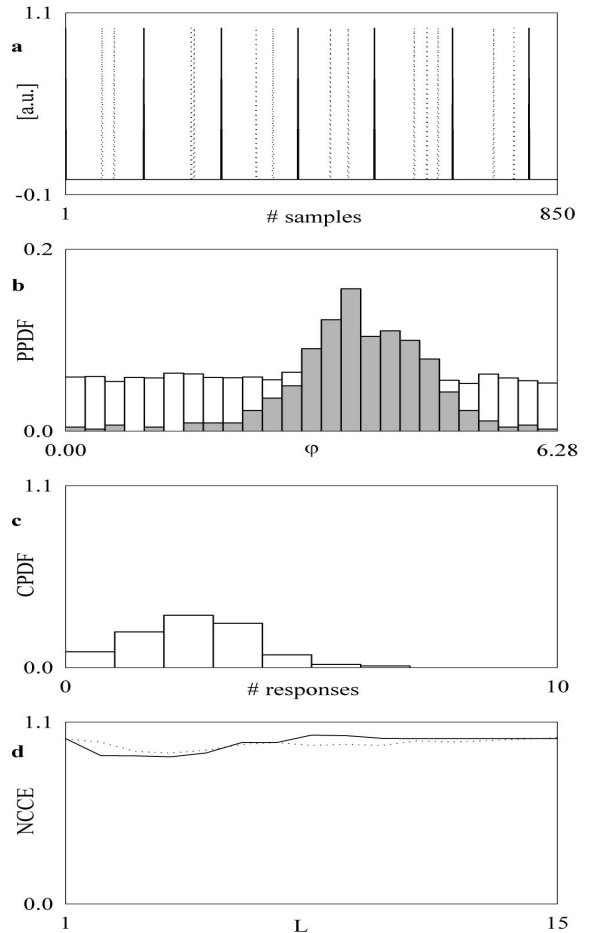 1.1
a
[a.u.]
-0.1
1
# samples
850
0.2
b
PPDF
0.0
0.00
φ
6.28
1.1
c
CPDF
0.0
0
# responses
10
1.1
d
NCCE
0.0
1
L
15